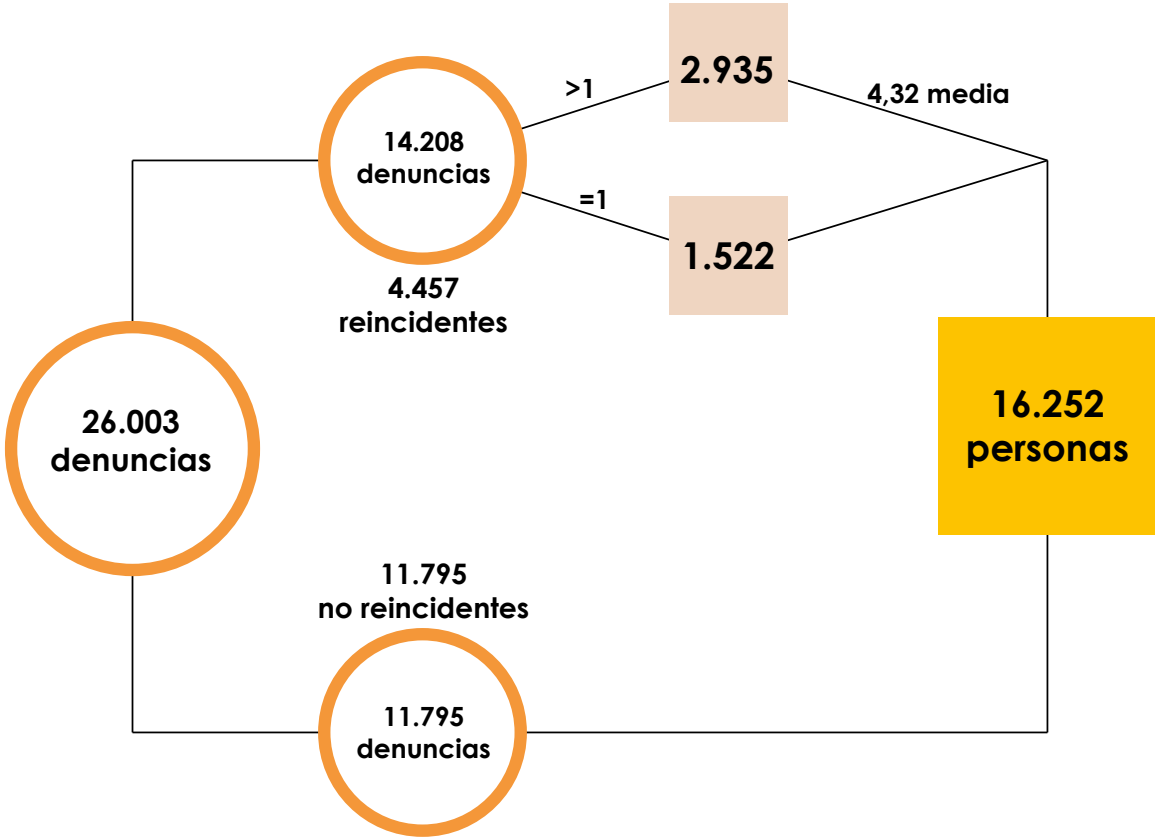 2.935
>1
4,32 media
14.208
denuncias
=1
1.522
4.457
reincidentes
26.003
denuncias
16.252
personas
11.795
no reincidentes
11.795
denuncias